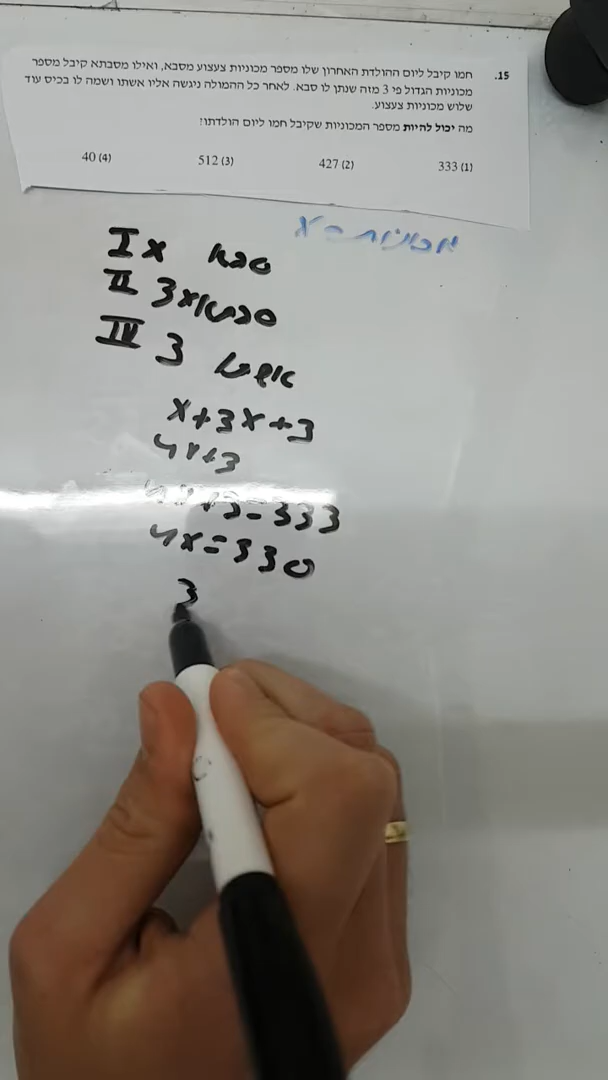 15. חמו קיבל ליום ההולדת האחרון שלו מספר מכוניות צעצוע מסבא, ואילו מסבתא קיבל מספר
מכוניות הגדול פי 3 מזה שנתן לו סבא. לאחר כל ההמולה ניגשה אליו אשתו ושמה לו בכיס עוד
שלוש מכוניות צעצוע.
מה יכול להיות מספר המכוניות שקיבל חמו ליום הולדתו?
(1) 333 (2) 427 (3) 512 (4) 40
מכוניות = x
I x סבא
II 3x סבתא
IV 3 אישה
x+3x+3
4x+3
4x+3=333
4x=330
3